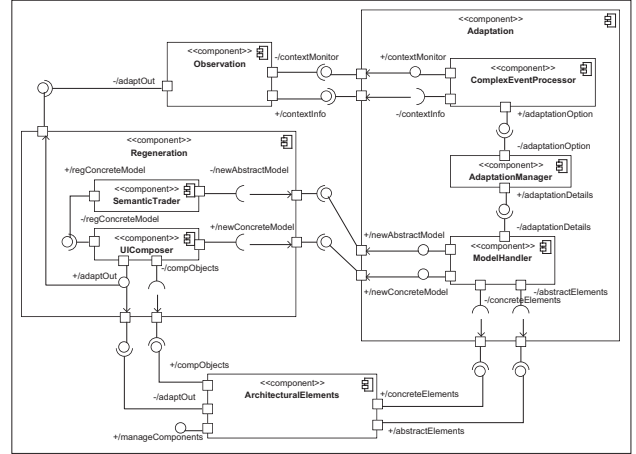 <<component>>
Adaptation
<<component>>
Observation
-/contextMonitor
+/contextMonitor
<<component>>
ComplexEventProcessor
-/adaptOut
+/contextInfo
-/contextInfo
+/adaptationOption
<<component>>
Regeneration
-/adaptationOption
+/regConcreteModel
-/newAbstractModel
<<component>>
AdaptationManager
<<component>>
SemanticTrader
+/adaptationDetails
-/regConcreteModel
-/adaptationDetails
<<component>>
UIComposer
+/newConcreteModel
+/newAbstractModel
<<component>>
ModelHandler
+/adaptOut
-/compObjects
+/newConcreteModel
-/abstractElements
-/concreteElements
+/compObjects
<<component>>
ArchitecturalElements
-/adaptOut
+/concreteElements
+/manageComponents
+/abstractElements